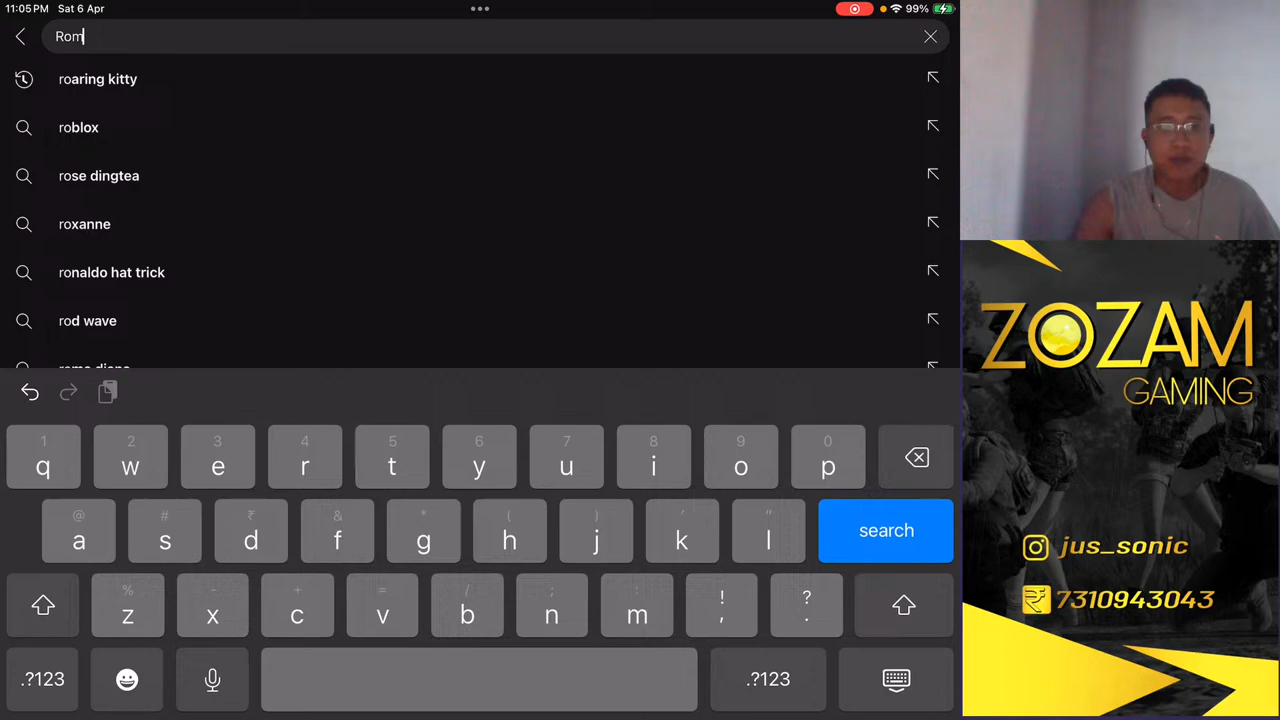 11:05 PM Sat 6 Apr
99%
Rom
roaring kitty
roblox
rose dingtea
roxanne
ronaldo hat trick
rod wave
1 2 3 4 5 6 7 8 9 0
q w e r t y u i o p
@ # ₹ & * ( ) ' "
a s d f g h j k l search
% - + = / ; : ! ?
z x c v b n m , .
.?123 .?123
ZOZAM
GAMING
jus_sonic
₹ 7310943043